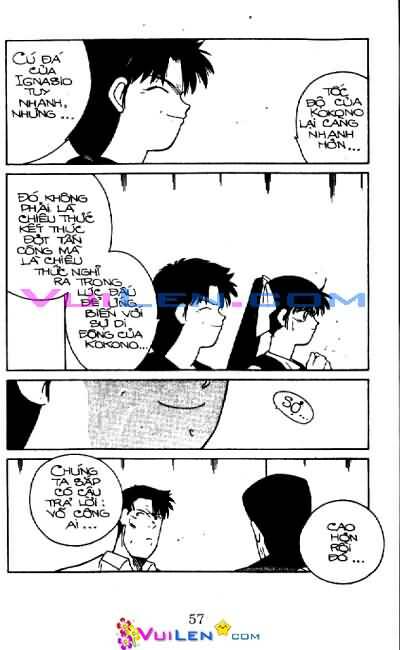 CÚ ĐÁ
CỦA
IGNASIO
TUY
NHANH,
NHƯNG...
TỐC
ĐỘ CỦA
KOKONO
LẠI CÀNG
NHANH
HƠN...
ĐÓ KHÔNG
PHẢI LÀ
CHIÊU THỨC
KẾT THÚC
ĐỢT TẤN
CÔNG MÀ
LÀ CHIÊU
THỨC NGHĨ
RA TRONG
LÚC ĐẤU
ĐỂ ỨNG
BIẾN VỚI
SỰ DI
ĐỘNG CỦA
KOKONO...
VUILEN.COM
SỢ...
CHÚNG
TA SẮP
CÓ CÂU
TRẢ LỜI:
VÕ CÔNG
AI...
CAO
HƠN
RỒI
ĐÓ...
57
VUILEN.COM